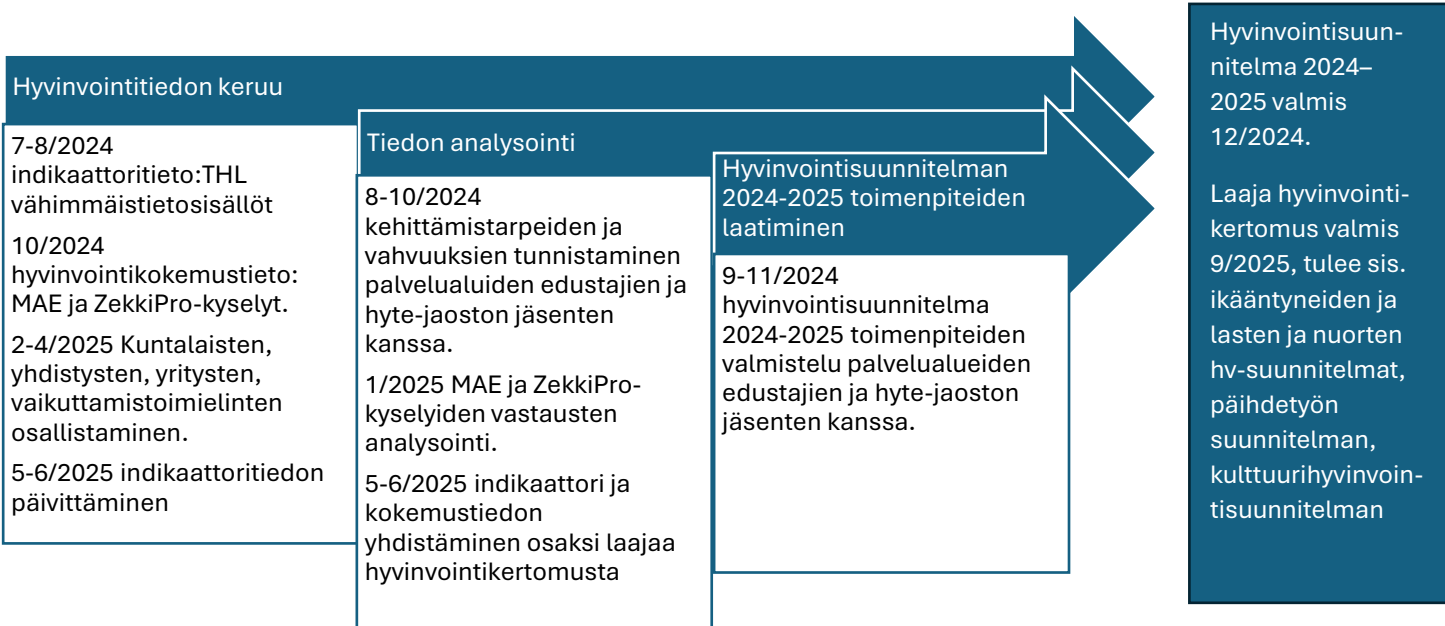 Hyvinvointitiedon keruu
7-8/2024
indikaattoritieto:THL
vähimmäistietosisällöt
10/2024
hyvinvointikokemustieto:
MAE ja ZekkiPro-kyselyt.
2-4/2025 Kuntalaisten,
yhdistysten, yritysten,
vaikuttamistoimielinten
osallistaminen.
5-6/2025 indikaattoritiedon
päivittäminen
Tiedon analysointi
8-10/2024
kehittämistarpeiden ja
vahvuuksien tunnistaminen
palvelualuiden edustajien ja
hyte-jaoston jäsenten
kanssa.
1/2025 MAE ja ZekkiPro-
kyselyiden vastausten
analysointi.
5-6/2025 indikaattori ja
kokemustiedon
yhdistäminen osaksi laajaa
hyvinvointikertomusta
Hyvinvointisuunnitelman
2024-2025 toimenpiteiden
laatiminen
9-11/2024
hyvinvointisuunnitelma
2024-2025 toimenpiteiden
valmistelu palvelualueiden
edustajien ja hyte-jaoston
jäsenten kanssa.
Hyvinvointisuun-
nitelma 2024–
2025 valmis
12/2024.
Laaja hyvinvointi-
kertomus valmis
9/2025, tulee sis.
ikääntyneiden ja
lasten ja nuorten
hv-suunnitelmat,
päihdetyön
suunnitelman,
kulttuurihyvinvoin-
tisuunnitelman